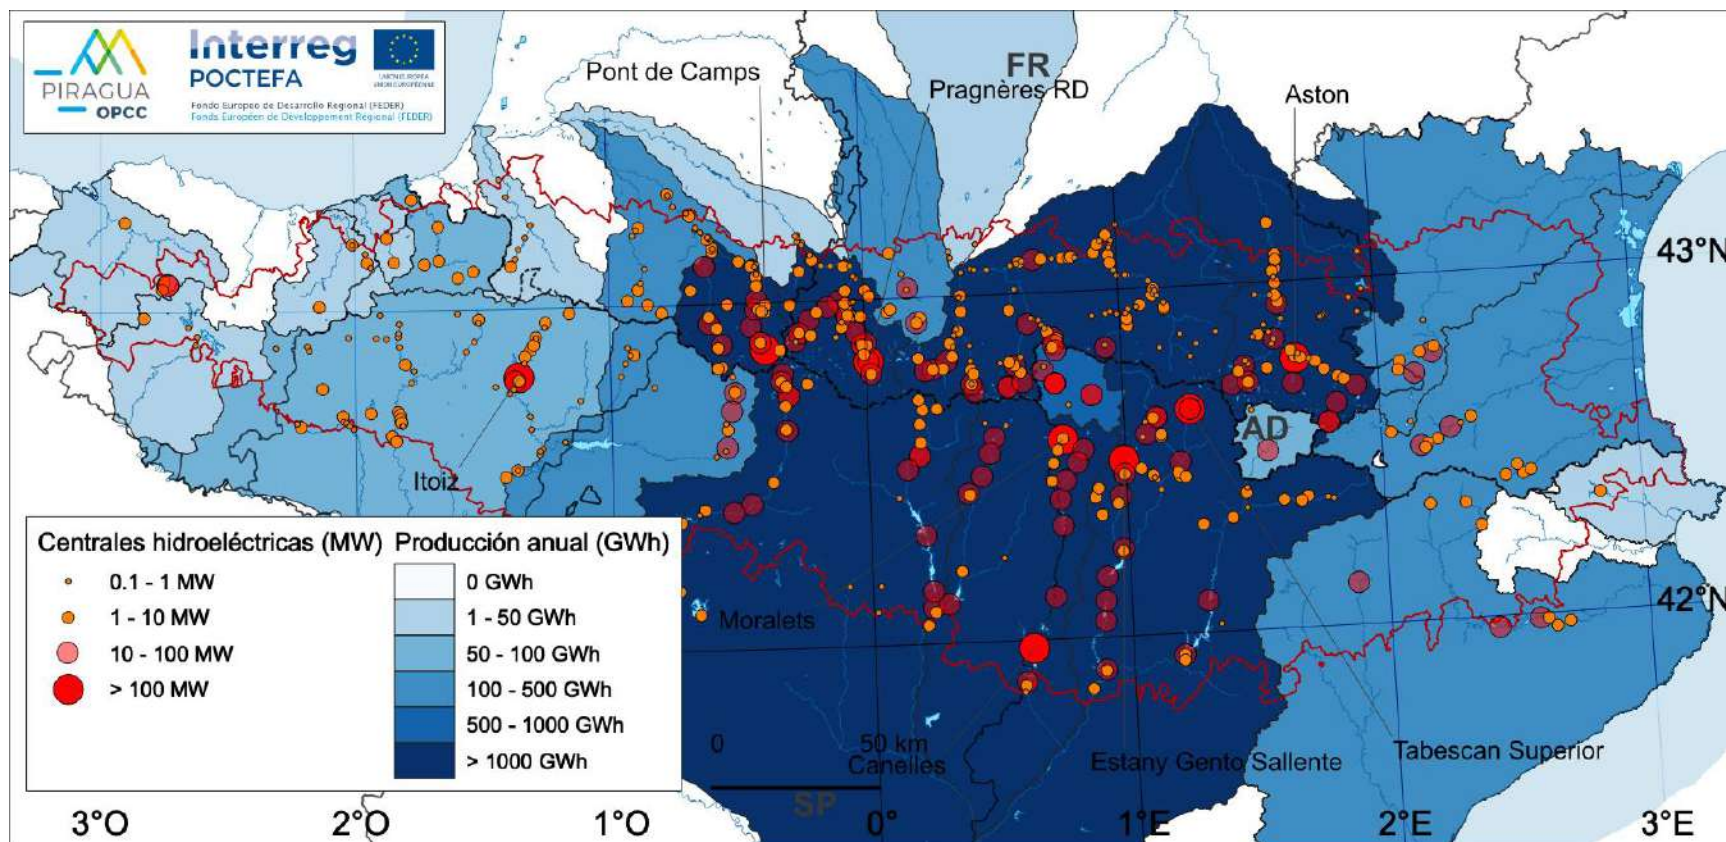 PIRAGUA
OPCC
Interreg
POCTEFA
UNIÓN EUROPEA
UNION EUROPÉENNE
Fondo Europeo de Desarrollo Regional (FEDER)
Fonds Européen de Développement Régional (FEDER)
Pont de Camps
FR
Pragnères RD
Aston
43°N
AD
Itoiz
42°N
Moralets
Centrales hidroeléctricas (MW)
0.1 - 1 MW
1 - 10 MW
10 - 100 MW
> 100 MW
Producción anual (GWh)
0 GWh
1 - 50 GWh
50 - 100 GWh
100 - 500 GWh
500 - 1000 GWh
> 1000 GWh
0
50 km
Canelles
Estany Gento Sallente
Tabescan Superior
SP
3°O
2°O
1°O
0°
1°E
2°E
3°E